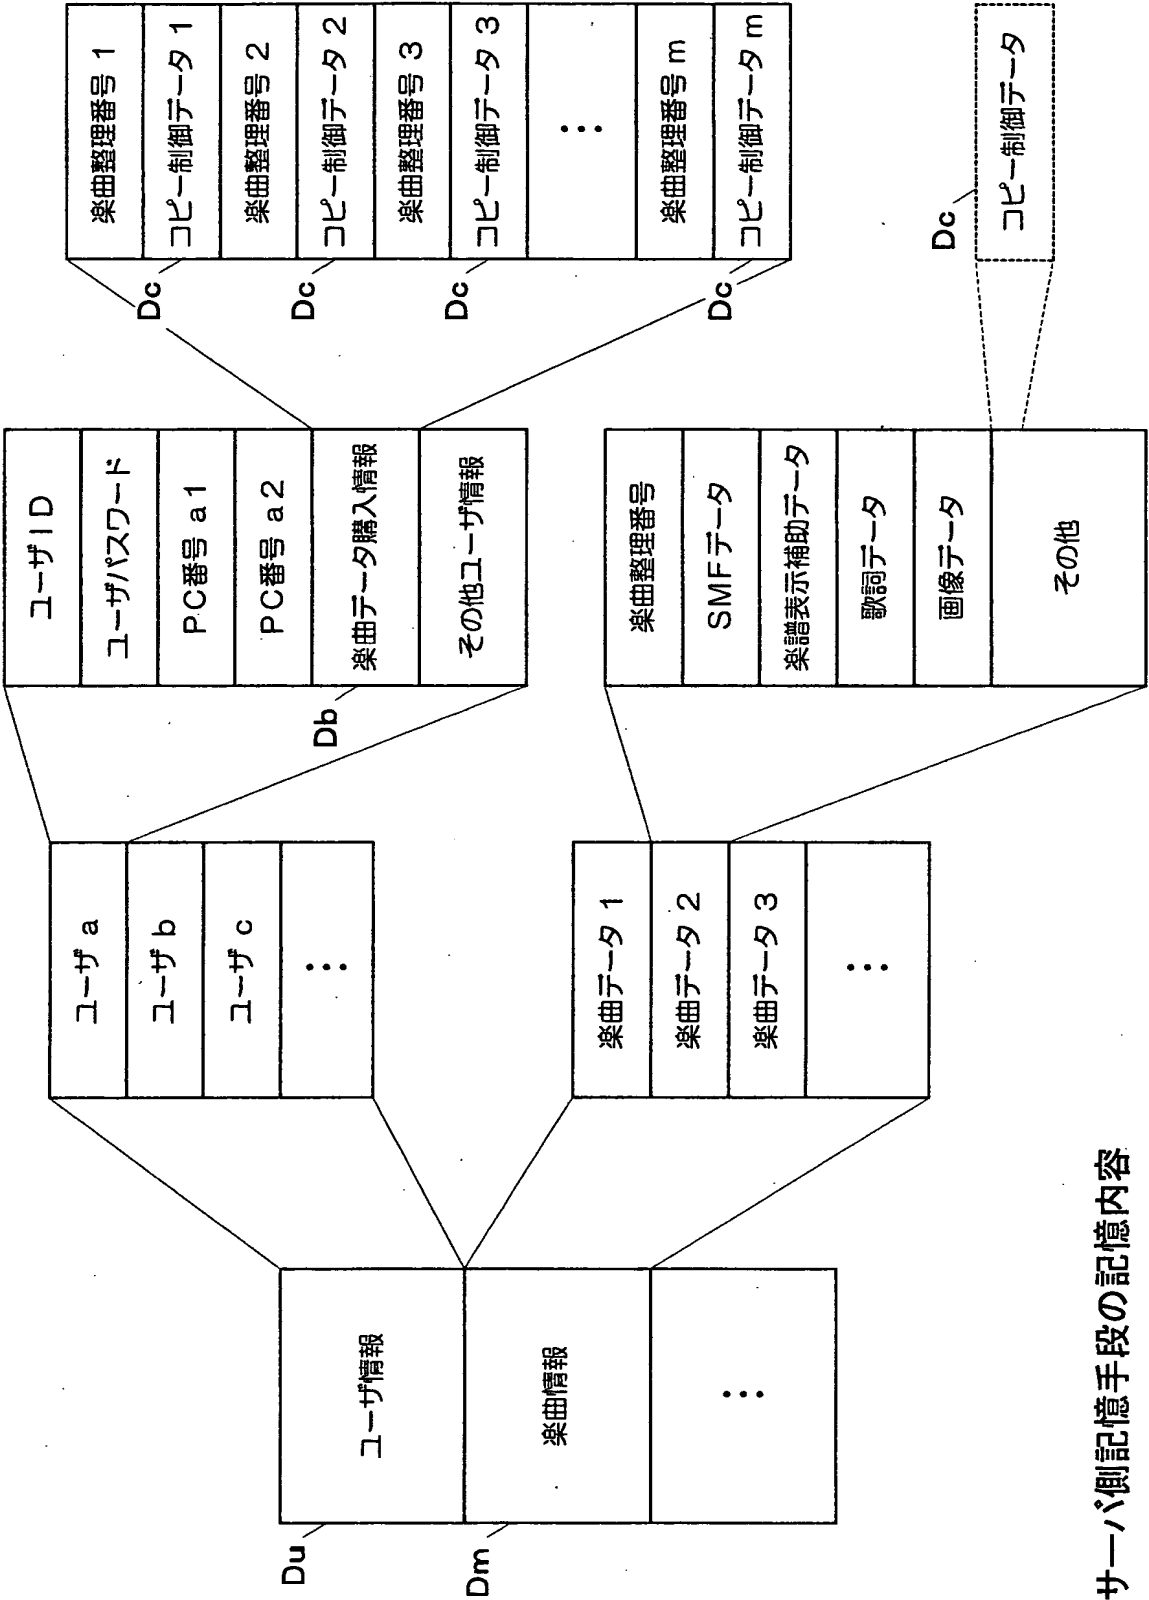 Du
ユーザ情報
Dm
楽曲情報
⋮
ユーザ a
ユーザ b
ユーザ c
⋮
楽曲データ 1
楽曲データ 2
楽曲データ 3
⋮
ユーザID
ユーザパスワード
PC番号 a1
PC番号 a2
Db
楽曲データ購入情報
その他ユーザ情報
楽曲整理番号
SMFデータ
楽譜表示補助データ
歌詞データ
画像データ
その他
楽曲整理番号 1
Dc
コピー制御データ 1
楽曲整理番号 2
Dc
コピー制御データ 2
楽曲整理番号 3
Dc
コピー制御データ 3
⋮
楽曲整理番号 m
Dc
コピー制御データ m
Dc
コピー制御データ
サーバ側記憶手段の記憶内容